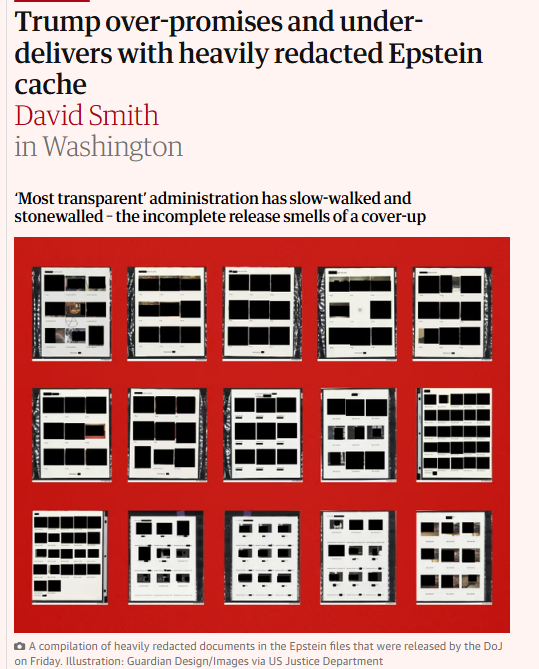 Trump over-promises and under-
delivers with heavily redacted Epstein
cache
David Smith
in Washington
‘Most transparent’ administration has slow-walked and
stonewalled – the incomplete release smells of a cover-up
A compilation of heavily redacted documents in the Epstein files that were released by the DoJ
on Friday. Illustration: Guardian Design/Images via US Justice Department